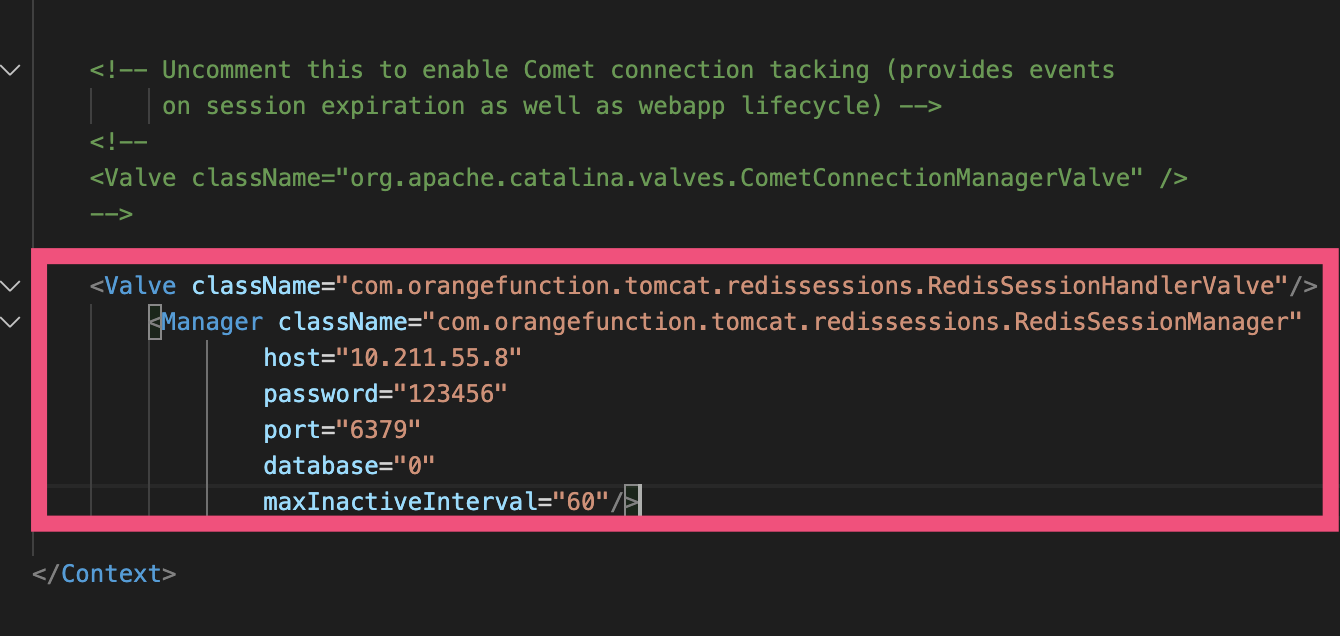 <!-- Uncomment this to enable Comet connection tacking (provides events
on session expiration as well as webapp lifecycle) -->
<!--
<Valve className="org.apache.catalina.valves.CometConnectionManagerValve" />
-->
<Valve className="com.orangefunction.tomcat.redissessions.RedisSessionHandlerValve"/>
<Manager className="com.orangefunction.tomcat.redissessions.RedisSessionManager"
host="10.211.55.8"
password="123456"
port="6379"
database="0"
maxInactiveInterval="60"/>
</Context>